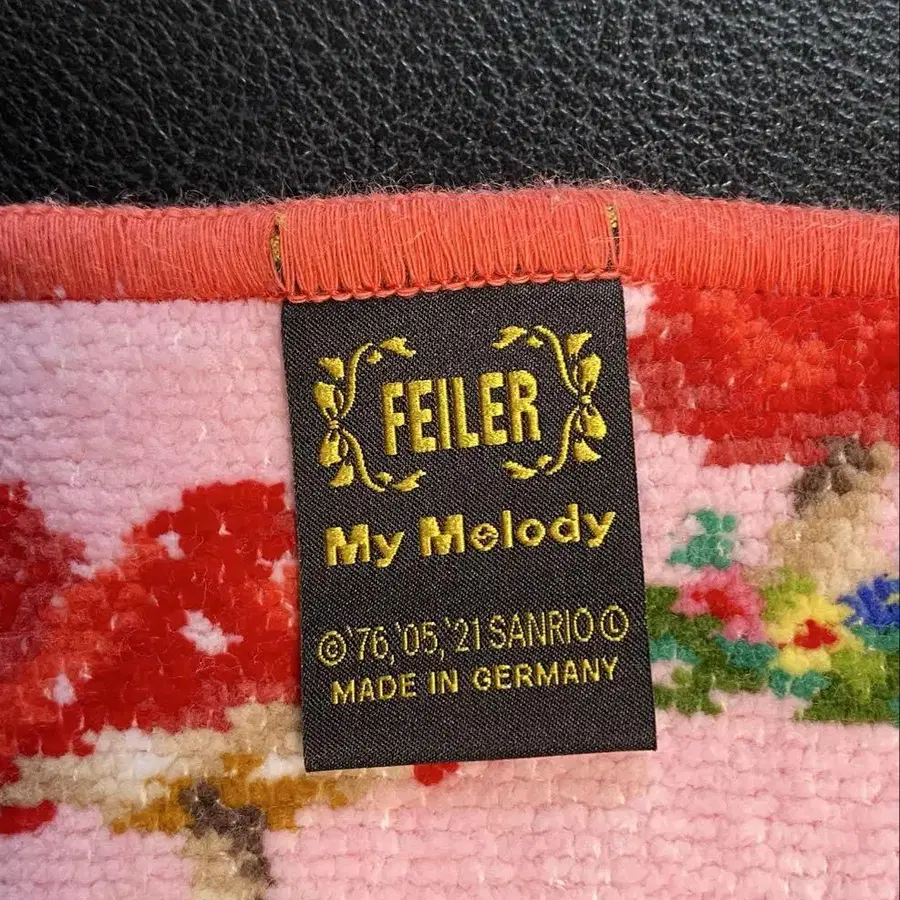 FEILER
My Melody
©'76,'05,'21 SANRIO Ⓛ
MADE IN GERMANY